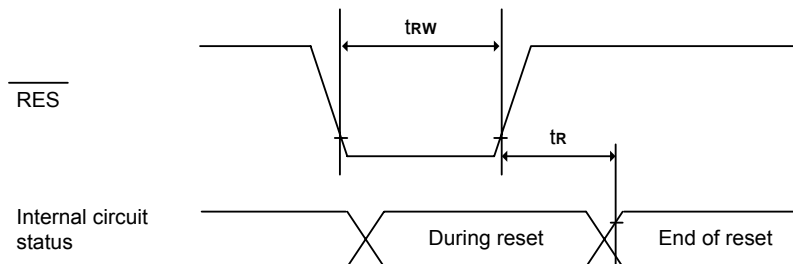 tRW
RES
tR
Internal circuit
status
During reset
End of reset